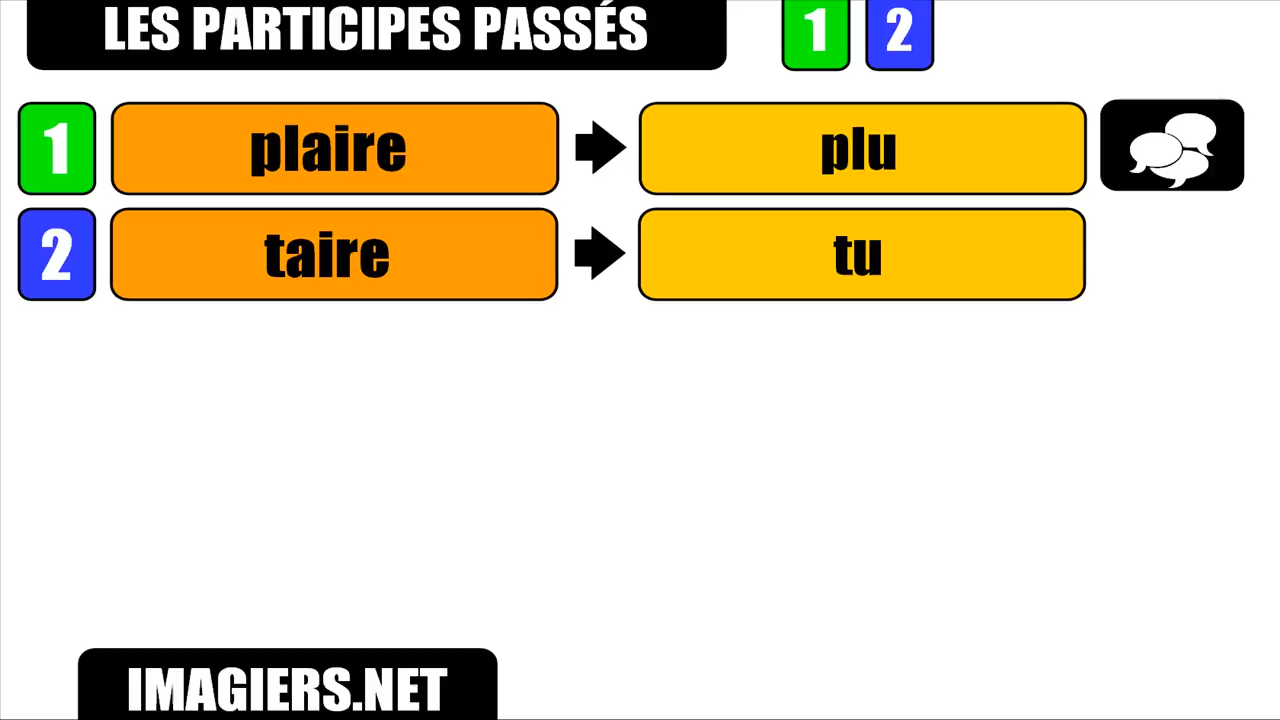 LES PARTICIPES PASSÉS 1 2
1 plaire plu
2 taire tu
IMAGIERS.NET